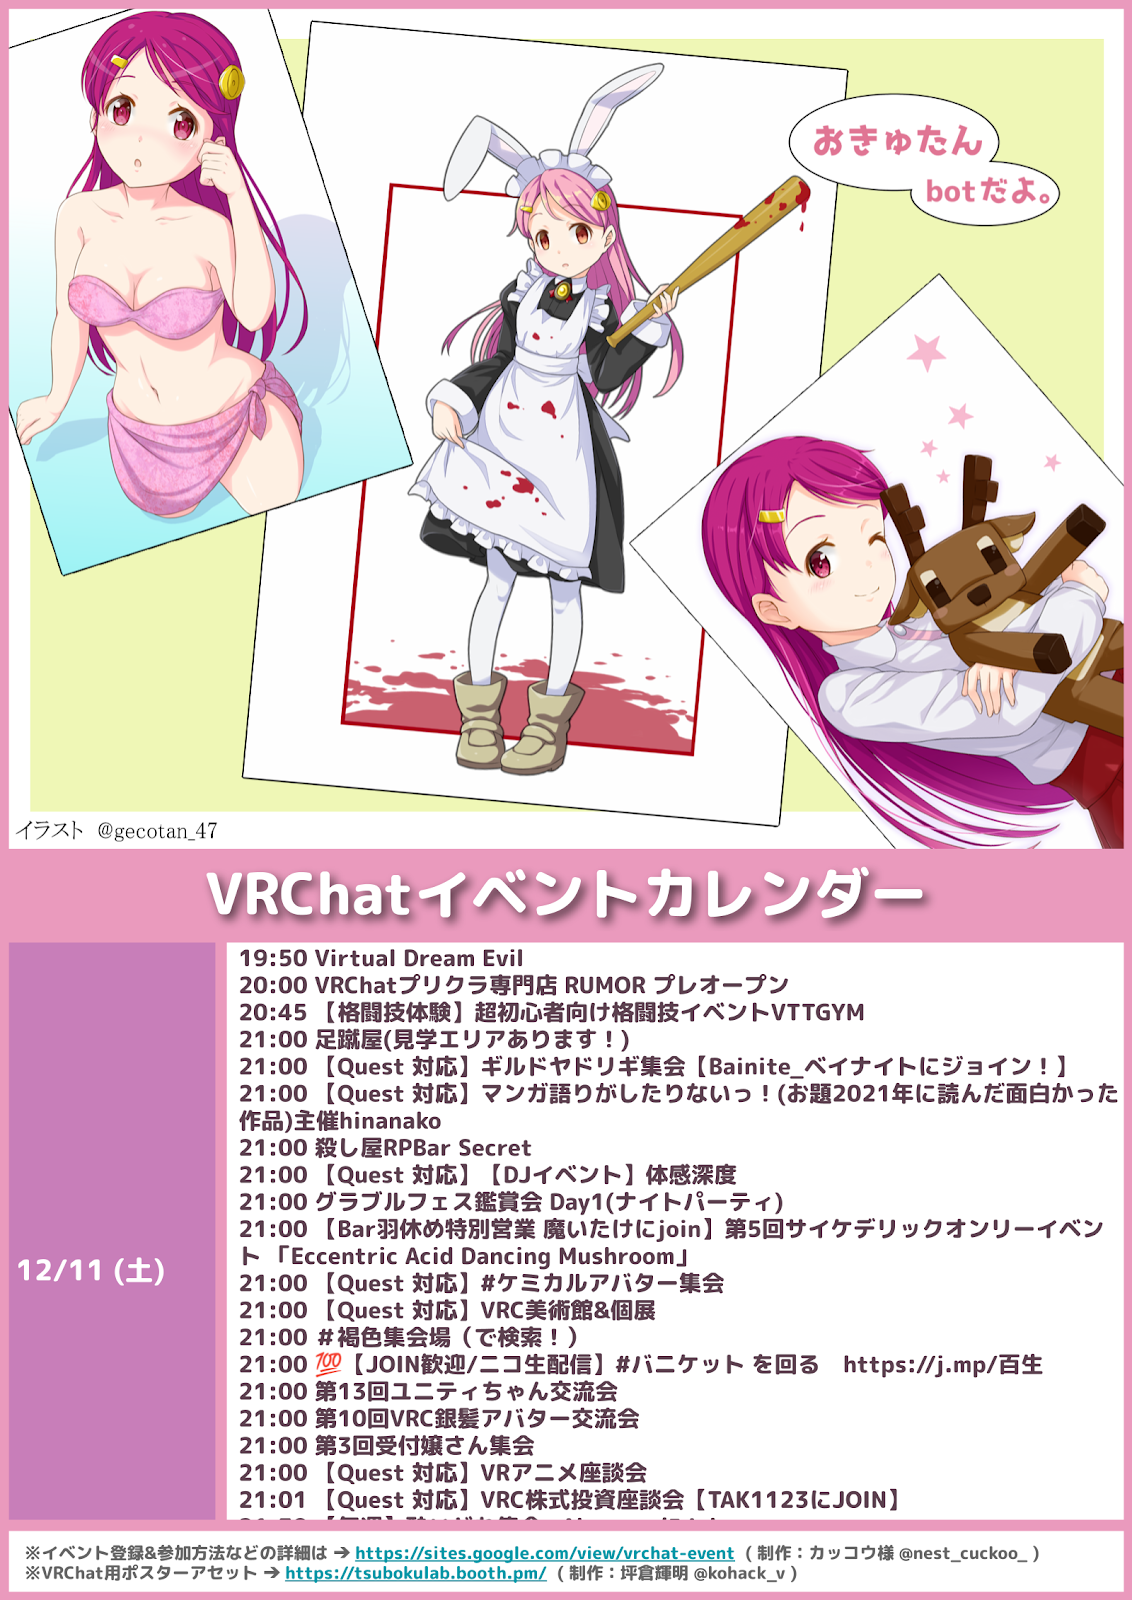 おきゅたん
botだよ。
イラスト @gecotan_47
VRChatイベントカレンダー
12/11 (土)
19:50 Virtual Dream Evil
20:00 VRChatプリクラ専門店 RUMOR プレオープン
20:45 【格闘技体験】超初心者向け格闘技イベントVTTGYM
21:00 足蹴屋(見学エリアあります！)
21:00 【Quest 対応】ギルドヤドリギ集会【Bainite_ベイナイトにジョイン！】
21:00 【Quest 対応】マンガ語りがしたりないっ！(お題2021年に読んだ面白かった
作品)主催hinanako
21:00 殺し屋RPBar Secret
21:00 【Quest 対応】【DJイベント】体感深度
21:00 グラブルフェス鑑賞会 Day1(ナイトパーティ)
21:00 【Bar羽休め特別営業 魔いたけにjoin】第5回サイケデリックオンリーイベン
ト 「Eccentric Acid Dancing Mushroom」
21:00 【Quest 対応】#ケミカルアバター集会
21:00 【Quest 対応】VRC美術館&個展
21:00 ＃褐色集会場（で検索！）
21:00 💯【JOIN歓迎/ニコ生配信】#バニケット を回る　https://j.mp/百生
21:00 第13回ユニティちゃん交流会
21:00 第10回VRC銀髪アバター交流会
21:00 第3回受付嬢さん集会
21:00 【Quest 対応】VRアニメ座談会
21:01 【Quest 対応】VRC株式投資座談会【TAK1123にJOIN】
※イベント登録&参加方法などの詳細は ➔ https://sites.google.com/view/vrchat-event ( 制作：カッコウ様 @nest_cuckoo_ )
※VRChat用ポスターアセット ➔ https://tsubokulab.booth.pm/ ( 制作：坪倉輝明 @kohack_v )